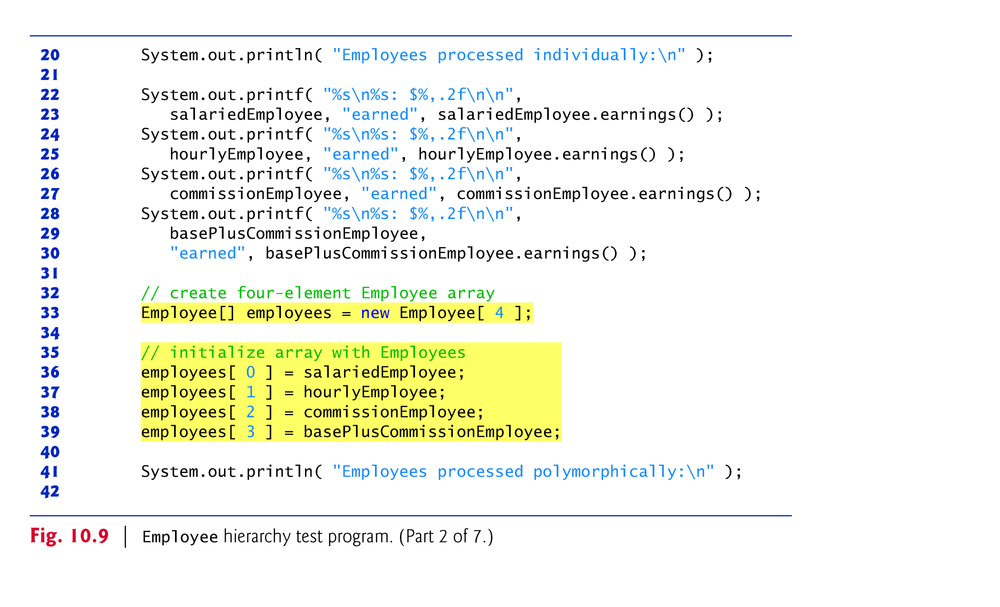 20 System.out.println( "Employees processed individually:\n" );
21
22 System.out.printf( "%s\n%s: $%,.2f\n\n",
23 salariedEmployee, "earned", salariedEmployee.earnings() );
24 System.out.printf( "%s\n%s: $%,.2f\n\n",
25 hourlyEmployee, "earned", hourlyEmployee.earnings() );
26 System.out.printf( "%s\n%s: $%,.2f\n\n",
27 commissionEmployee, "earned", commissionEmployee.earnings() );
28 System.out.printf( "%s\n%s: $%,.2f\n\n",
29 basePlusCommissionEmployee,
30 "earned", basePlusCommissionEmployee.earnings() );
31
32 // create four-element Employee array
33 Employee[] employees = new Employee[ 4 ];
34
35 // initialize array with Employees
36 employees[ 0 ] = salariedEmployee;
37 employees[ 1 ] = hourlyEmployee;
38 employees[ 2 ] = commissionEmployee;
39 employees[ 3 ] = basePlusCommissionEmployee;
40
41 System.out.println( "Employees processed polymorphically:\n" );
42
Fig. 10.9 | Employee hierarchy test program. (Part 2 of 7.)